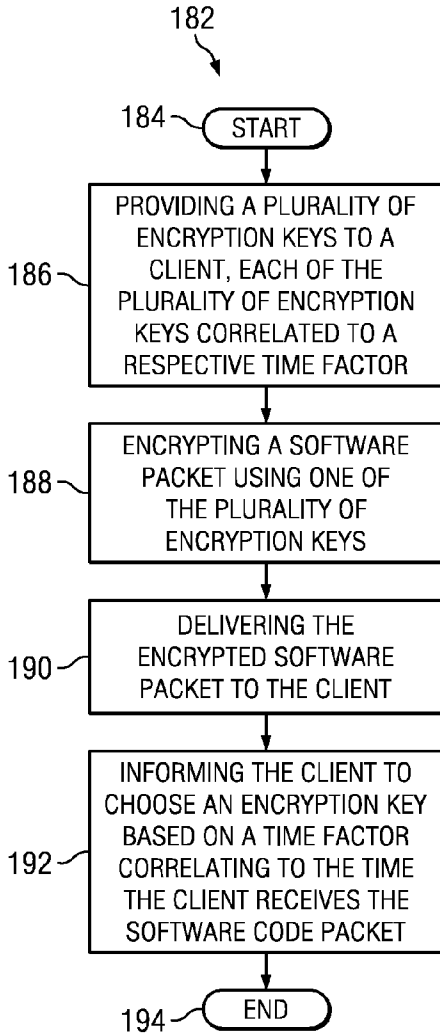 182
184
START
186
PROVIDING A PLURALITY OF
ENCRYPTION KEYS TO A
CLIENT, EACH OF THE
PLURALITY OF ENCRYPTION
KEYS CORRELATED TO A
RESPECTIVE TIME FACTOR
188
ENCRYPTING A SOFTWARE
PACKET USING ONE OF
THE PLURALITY OF
ENCRYPTION KEYS
190
DELIVERING THE
ENCRYPTED SOFTWARE
PACKET TO THE CLIENT
192
INFORMING THE CLIENT TO
CHOOSE AN ENCRYPTION KEY
BASED ON A TIME FACTOR
CORRELATING TO THE TIME
THE CLIENT RECEIVES THE
SOFTWARE CODE PACKET
194
END